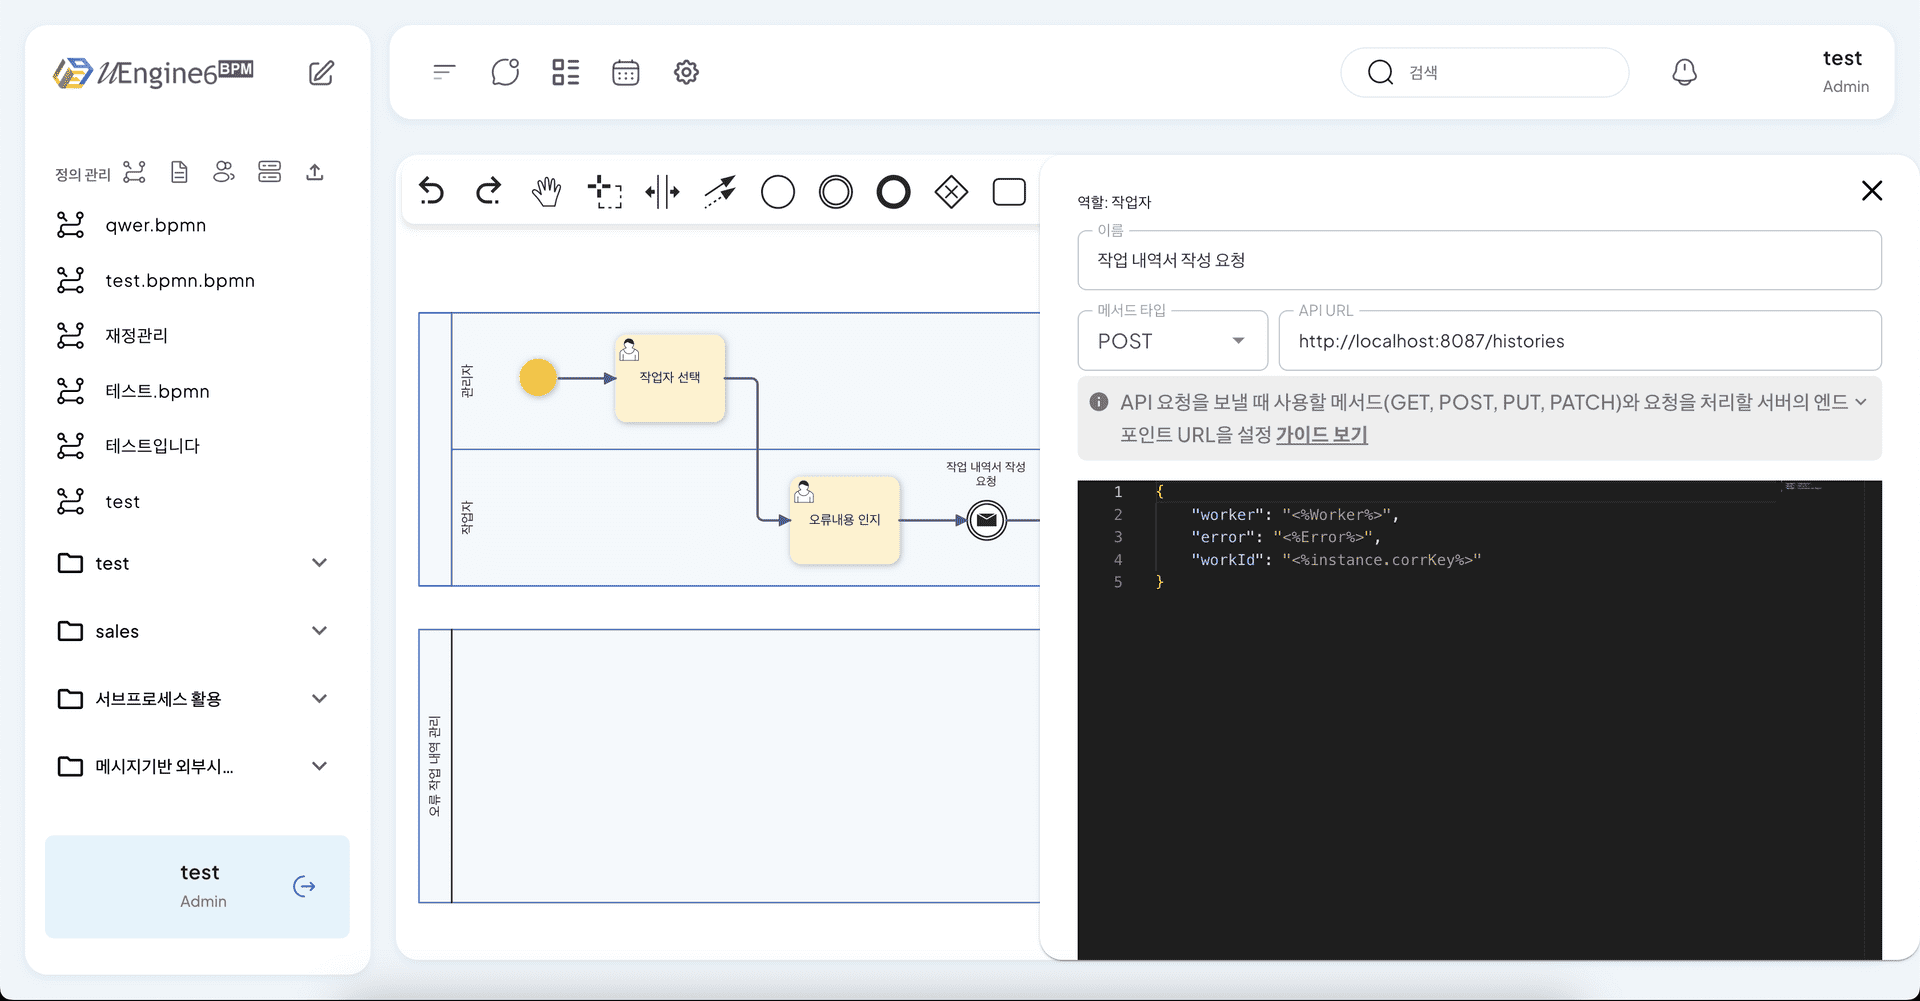 uEngine6 BPM
검색
test
Admin
정의 관리
qwer.bpmn
test.bpmn.bpmn
재정관리
테스트.bpmn
테스트입니다
test
test
sales
서브프로세스 활용
메시지기반 외부시...
test
Admin
관리자
작업자 선택
작업자
오류내용 인지
작업 내역서 작성
요청
오류 작업 내역 관리
역할: 작업자
이름
작업 내역서 작성 요청
메서드 타입
POST
API URL
http://localhost:8087/histories
API 요청을 보낼 때 사용할 메서드(GET, POST, PUT, PATCH)와 요청을 처리할 서버의 엔드
포인트 URL을 설정 가이드 보기
1 {
2 "worker": "<%Worker%>",
3 "error": "<%Error%>",
4 "workId": "<%instance.corrKey%>"
5 }